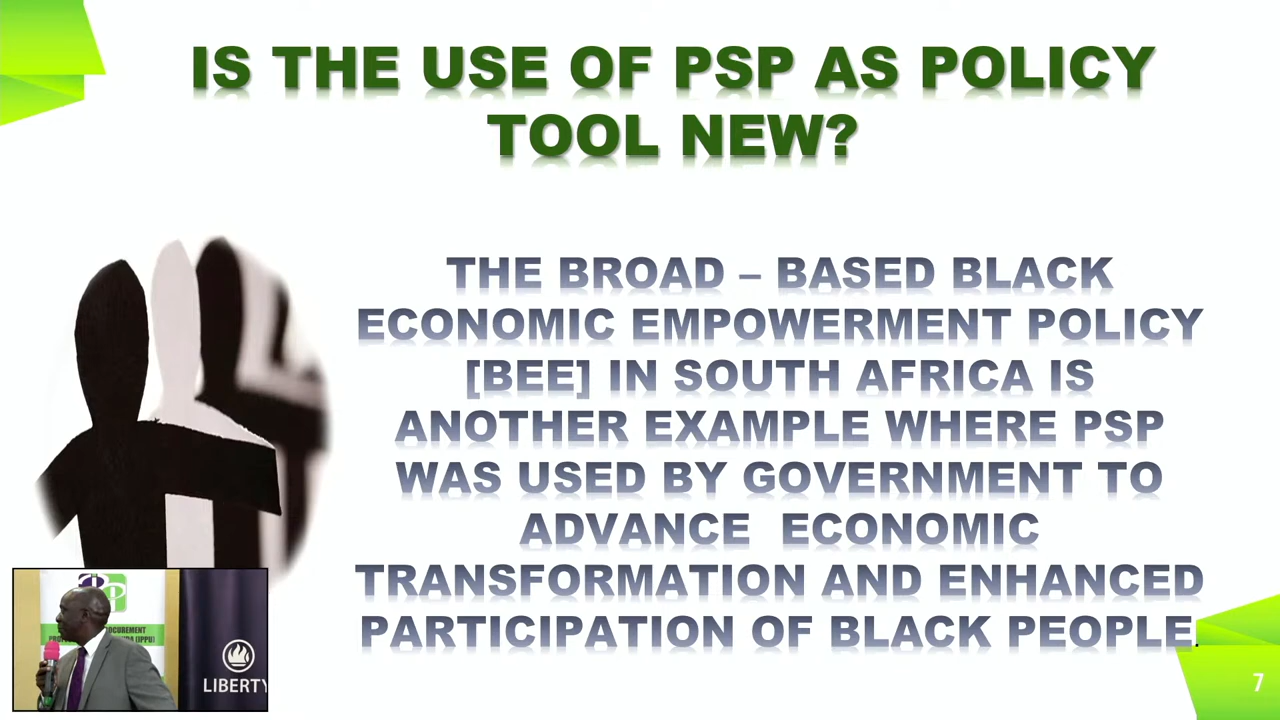 IS THE USE OF PSP AS POLICY
TOOL NEW?
THE BROAD – BASED BLACK
ECONOMIC EMPOWERMENT POLICY
[BEE] IN SOUTH AFRICA IS
ANOTHER EXAMPLE WHERE PSP
WAS USED BY GOVERNMENT TO
ADVANCE ECONOMIC
TRANSFORMATION AND ENHANCED
PARTICIPATION OF BLACK PEOPLE.
(IPPU)
LIBERTY
7